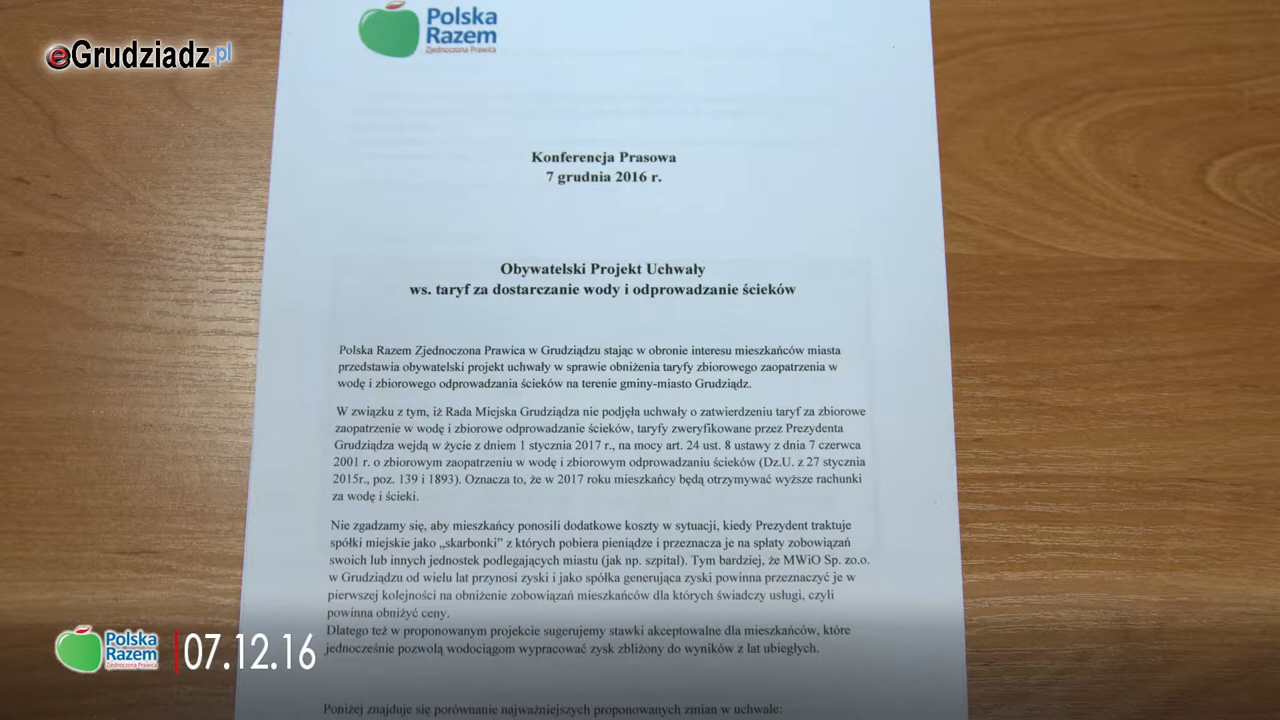 eGrudziadz.pl
Polska
Razem
Zjednoczona Prawica
Konferencja Prasowa
7 grudnia 2016 r.
Obywatelski Projekt Uchwały
ws. taryf za dostarczanie wody i odprowadzanie ścieków
Polska Razem Zjednoczona Prawica w Grudziądzu stając w obronie interesu mieszkańców miasta
przedstawia obywatelski projekt uchwały w sprawie obniżenia taryfy zbiorowego zaopatrzenia w
wodę i zbiorowego odprowadzania ścieków na terenie gminy-miasto Grudziądz.
W związku z tym, iż Rada Miejska Grudziądza nie podjęła uchwały o zatwierdzeniu taryf za zbiorowe
zaopatrzenie w wodę i zbiorowe odprowadzanie ścieków, taryfy zweryfikowane przez Prezydenta
Grudziądza wejdą w życie z dniem 1 stycznia 2017 r., na mocy art. 24 ust. 8 ustawy z dnia 7 czerwca
2001 r. o zbiorowym zaopatrzeniu w wodę i zbiorowym odprowadzaniu ścieków (Dz.U. z 27 stycznia
2015r., poz. 139 i 1893). Oznacza to, że w 2017 roku mieszkańcy będą otrzymywać wyższe rachunki
za wodę i ścieki.
Nie zgadzamy się, aby mieszkańcy ponosili dodatkowe koszty w sytuacji, kiedy Prezydent traktuje
spółki miejskie jako „skarbonki” z których pobiera pieniądze i przeznacza je na spłaty zobowiązań
swoich lub innych jednostek podlegających miastu (jak np. szpital). Tym bardziej, że MWiO Sp. zo.o.
w Grudziądzu od wielu lat przynosi zyski i jako spółka generująca zyski powinna przeznaczyć je w
pierwszej kolejności na obniżenie zobowiązań mieszkańców dla których świadczy usługi, czyli
powinna obniżyć ceny.
Dlatego też w proponowanym projekcie sugerujemy stawki akceptowalne dla mieszkańców, które
jednocześnie pozwolą wodociągom wypracować zysk zbliżony do wyników z lat ubiegłych.
Poniżej znajduje się porównanie najważniejszych proponowanych zmian w uchwale:
Polska
Razem
Zjednoczona Prawica
07.12.16